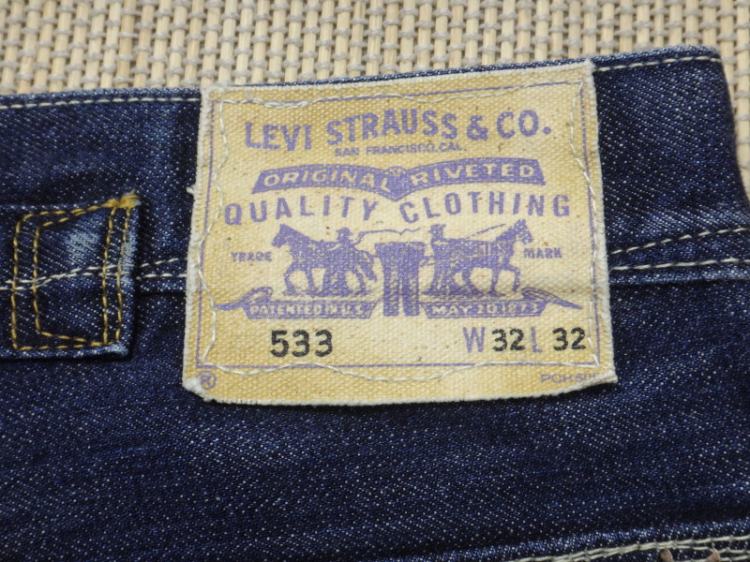 LEVI STRAUSS & CO.
SAN FRANCISCO, CAL.
ORIGINAL RIVETED
QUALITY CLOTHING
TRADE MARK
PATENTED IN U.S. MAY 20 1873
533 W 32 L 32
®